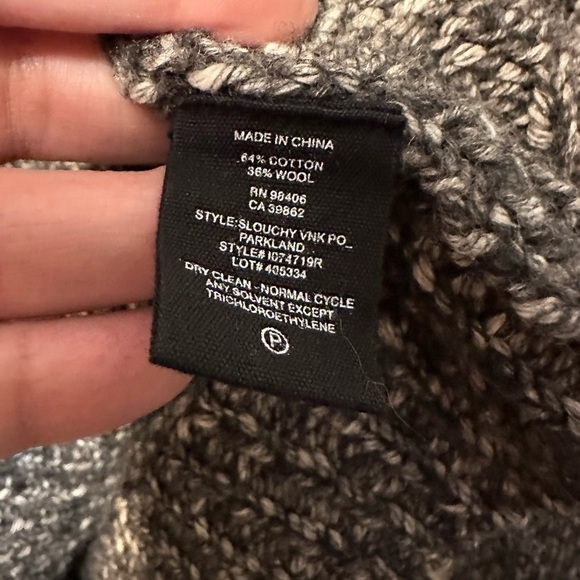 MADE IN CHINA
64% COTTON
36% WOOL
RN 98406
CA 39862
STYLE:SLOUCHY VNK PO_
PARKLAND
STYLE# I074719R
LOT# 405334
DRY CLEAN - NORMAL CYCLE
ANY SOLVENT EXCEPT
TRICHLOROETHYLENE
P